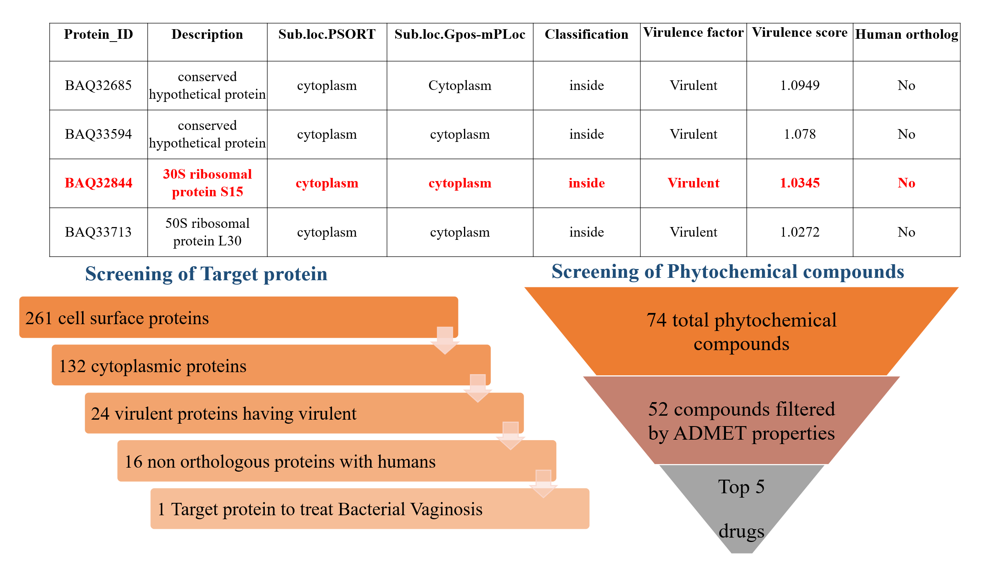 Protein_ID Description Sub.loc.PSORT Sub.loc.Gpos-mPLoc Classification Virulence factor Virulence score Human ortholog
BAQ32685 conserved hypothetical protein cytoplasm Cytoplasm inside Virulent 1.0949 No
BAQ33594 conserved hypothetical protein cytoplasm cytoplasm inside Virulent 1.078 No
BAQ32844 30S ribosomal protein S15 cytoplasm cytoplasm inside Virulent 1.0345 No
BAQ33713 50S ribosomal protein L30 cytoplasm cytoplasm inside Virulent 1.0272 No
Screening of Target protein
261 cell surface proteins
132 cytoplasmic proteins
24 virulent proteins having virulent
16 non orthologous proteins with humans
1 Target protein to treat Bacterial Vaginosis
Screening of Phytochemical compounds
74 total phytochemical
compounds
52 compounds filtered
by ADMET properties
Top 5
drugs